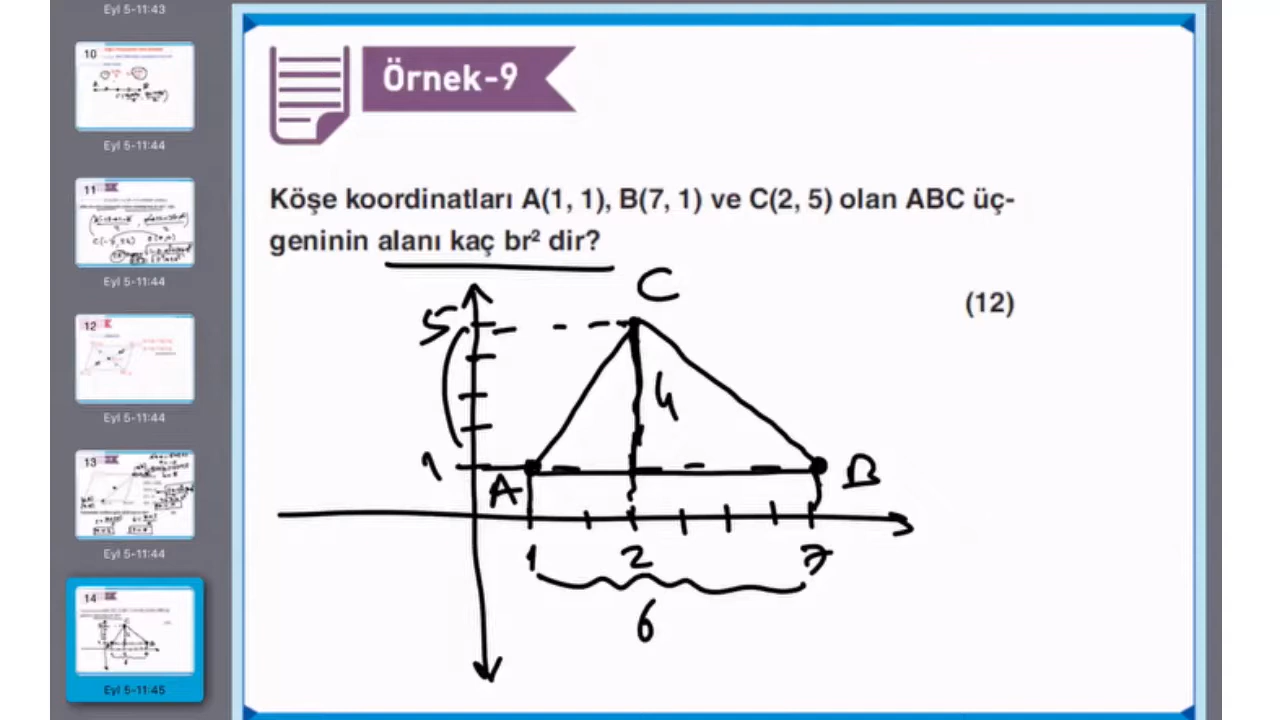 Eyl 5-11:43
10
Eyl 5-11:44
11
Eyl 5-11:44
12
Eyl 5-11:44
13
Eyl 5-11:44
14
Eyl 5-11:45
Örnek-9
Köşe koordinatları A(1, 1), B(7, 1) ve C(2, 5) olan ABC üç-
geninin alanı kaç br² dir?
(12)
C
5
4
1
A
B
1 2 7
6